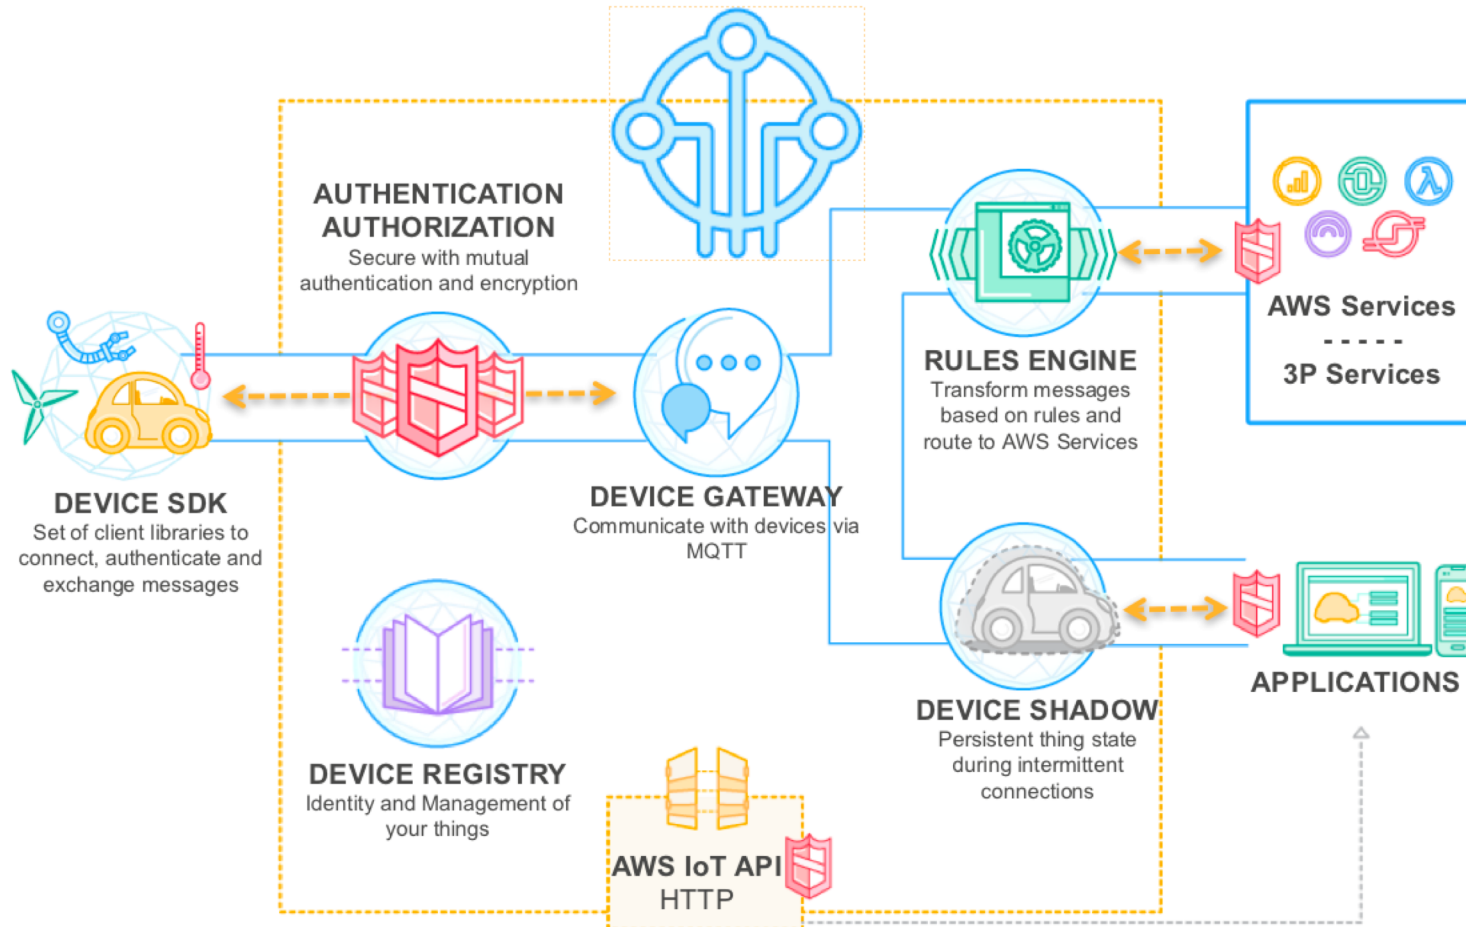 AUTHENTICATION
AUTHORIZATION
Secure with mutual
authentication and encryption
DEVICE SDK
Set of client libraries to
connect, authenticate and
exchange messages
DEVICE GATEWAY
Communicate with devices via
MQTT
RULES ENGINE
Transform messages
based on rules and
route to AWS Services
AWS Services
- - - - -
3P Services
DEVICE REGISTRY
Identity and Management of
your things
DEVICE SHADOW
Persistent thing state
during intermittent
connections
APPLICATIONS
AWS IoT API
HTTP